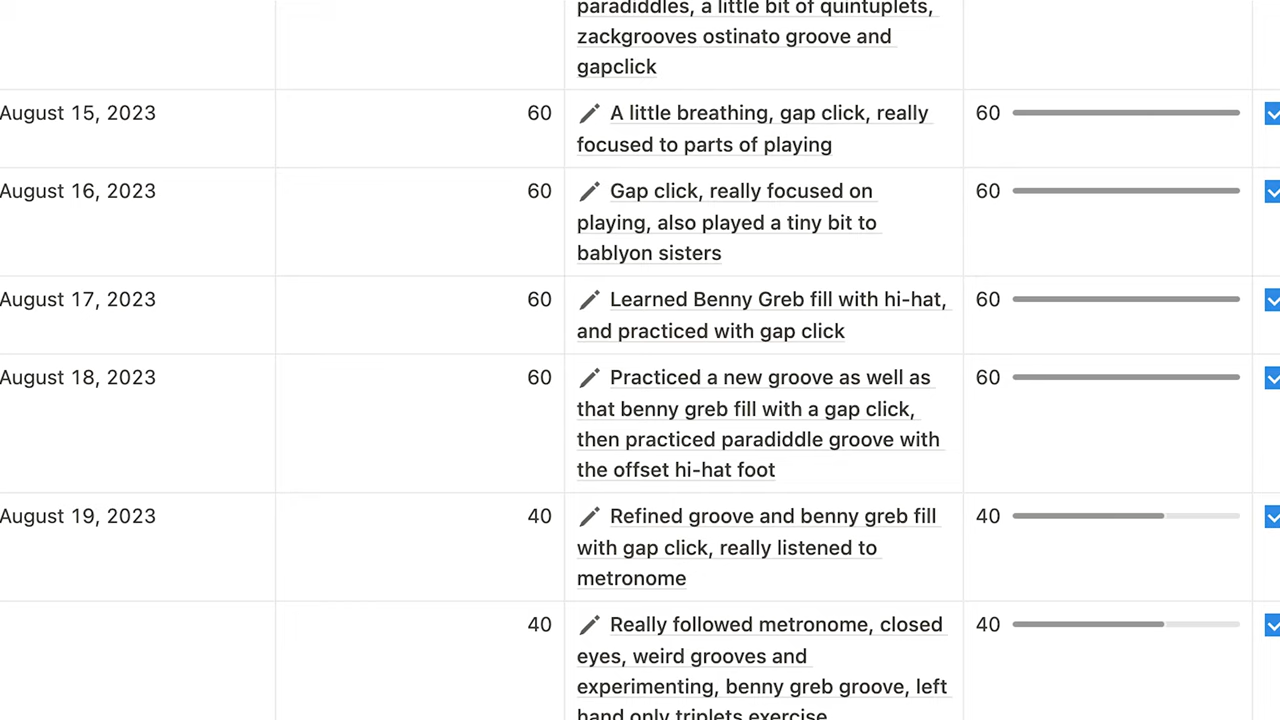 paradiddles, a little bit of quintuplets,
zackgrooves ostinato groove and
gapclick
August 15, 2023
60
A little breathing, gap click, really
focused to parts of playing
60
August 16, 2023
60
Gap click, really focused on
playing, also played a tiny bit to
bablyon sisters
60
August 17, 2023
60
Learned Benny Greb fill with hi-hat,
and practiced with gap click
60
August 18, 2023
60
Practiced a new groove as well as
that benny greb fill with a gap click,
then practiced paradiddle groove with
the offset hi-hat foot
60
August 19, 2023
40
Refined groove and benny greb fill
with gap click, really listened to
metronome
40
40
Really followed metronome, closed
eyes, weird grooves and
experimenting, benny greb groove, left
hand only triplets exercise
40